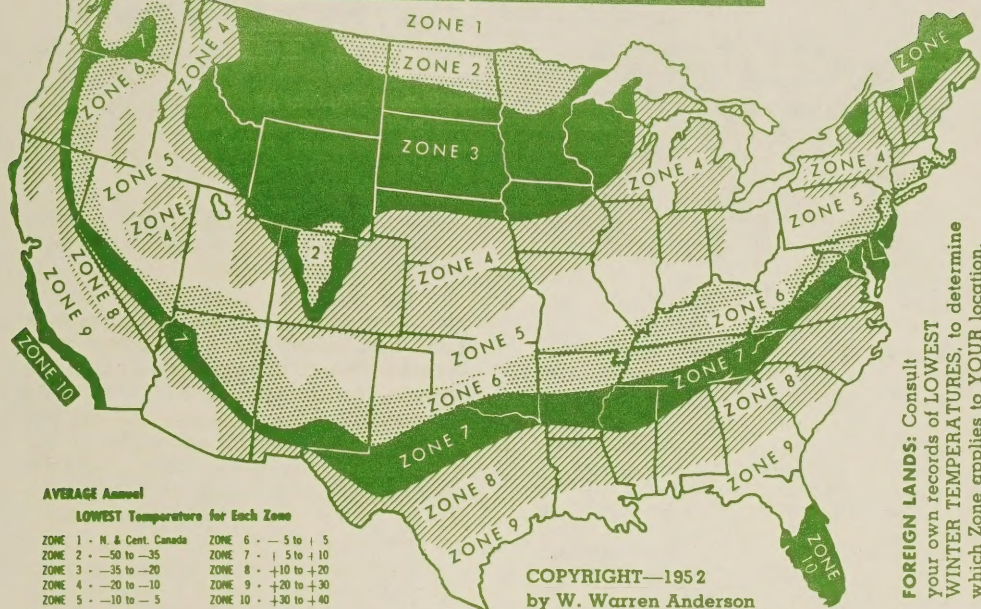 ZONE 1
ZONE 2
ZONE 4
7
ZONE 6
ZONE 3
ZONE
ZONE 5
ZONE 4
2
ZONE 4
ZONE 4
ZONE 4
ZONE 5
ZONE 8
ZONE 9
ZONE 10
7
ZONE 5
ZONE 6
ZONE 6
ZONE 7
ZONE 7
ZONE 8
ZONE 8
ZONE 9
ZONE 9
ZONE 10
AVERAGE Annual
LOWEST Temperature for Each Zone
ZONE 1 - N. & Cent. Canada
ZONE 2 - —50 to —35
ZONE 3 - —35 to —20
ZONE 4 - —20 to —10
ZONE 5 - —10 to — 5
ZONE 6 - — 5 to + 5
ZONE 7 - + 5 to +10
ZONE 8 - +10 to +20
ZONE 9 - +20 to +30
ZONE 10 - +30 to +40
COPYRIGHT—1952
by W. Warren Anderson
FOREIGN LANDS: Consult
your own records of LOWEST
WINTER TEMPERATURES, to determine
which Zone applies to YOUR location.